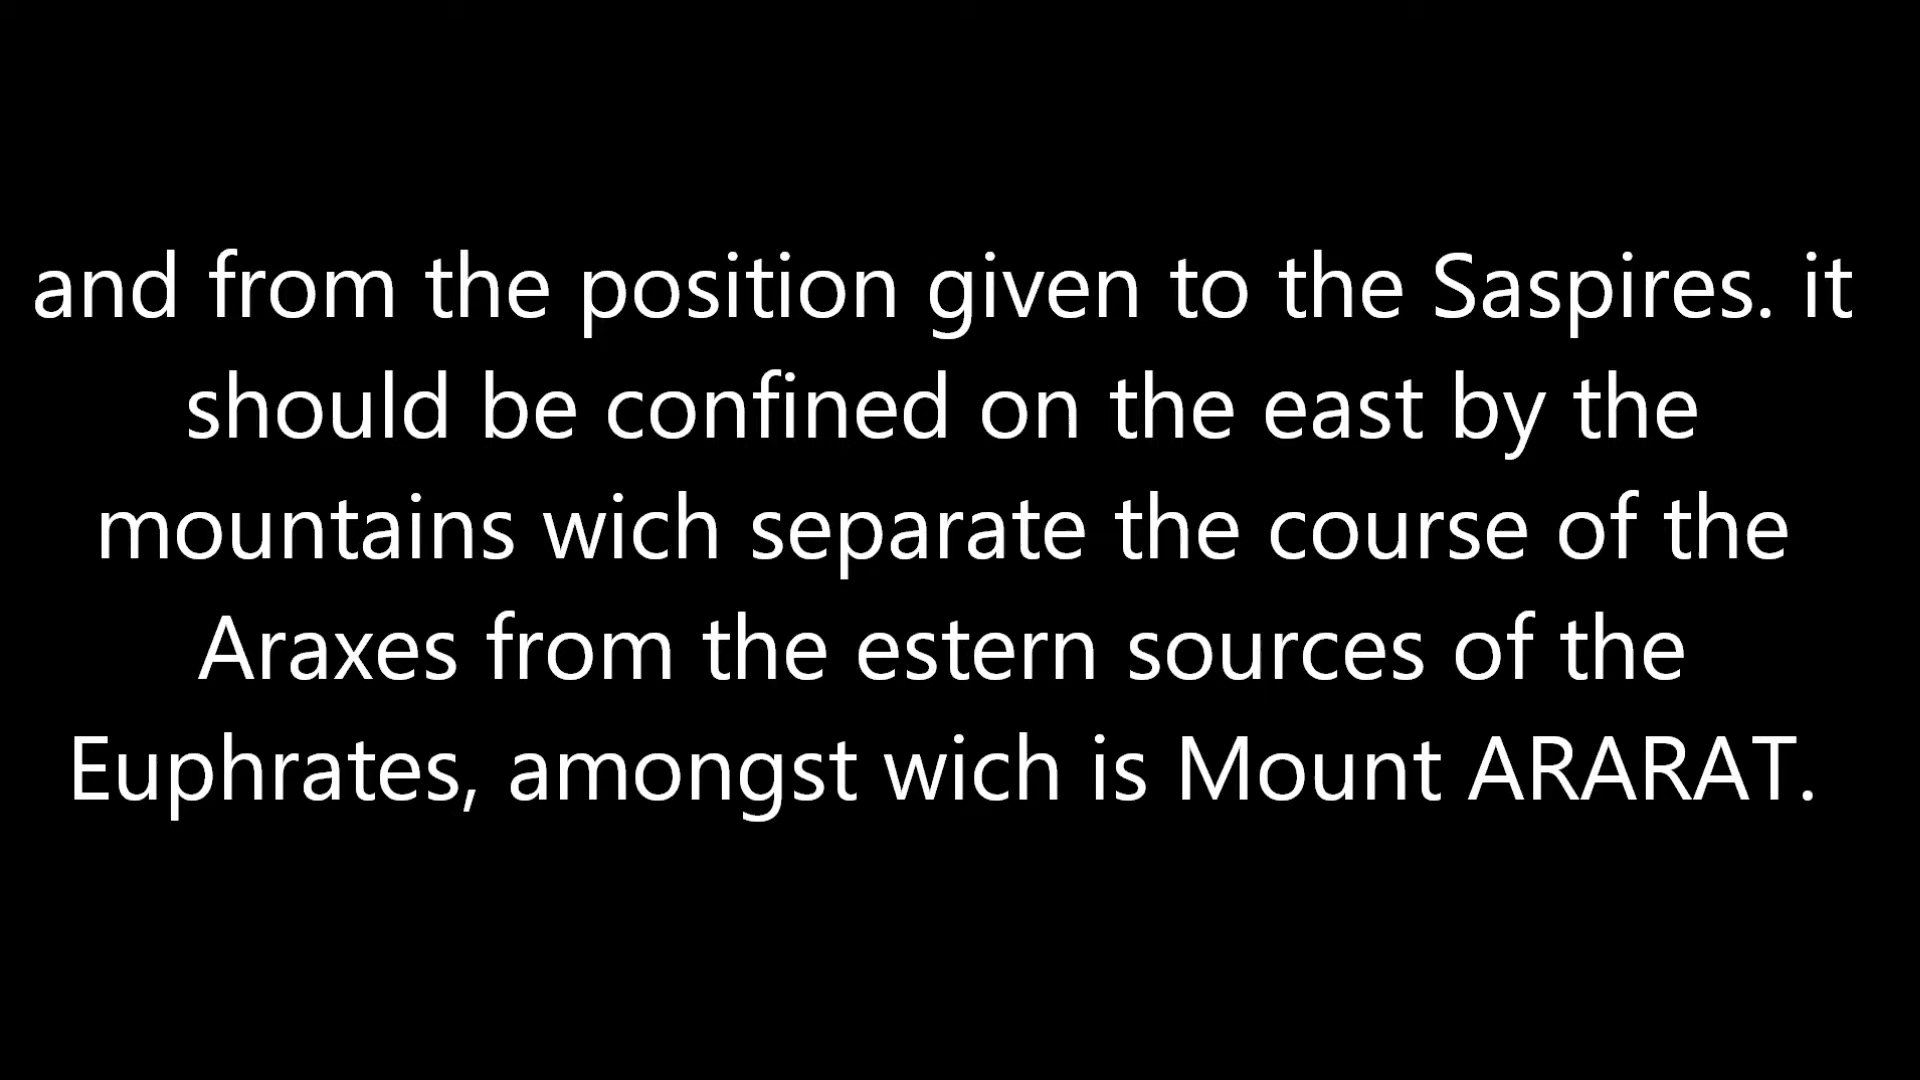 and from the position given to the Saspires. it
should be confined on the east by the
mountains wich separate the course of the
Araxes from the estern sources of the
Euphrates, amongst wich is Mount ARARAT.